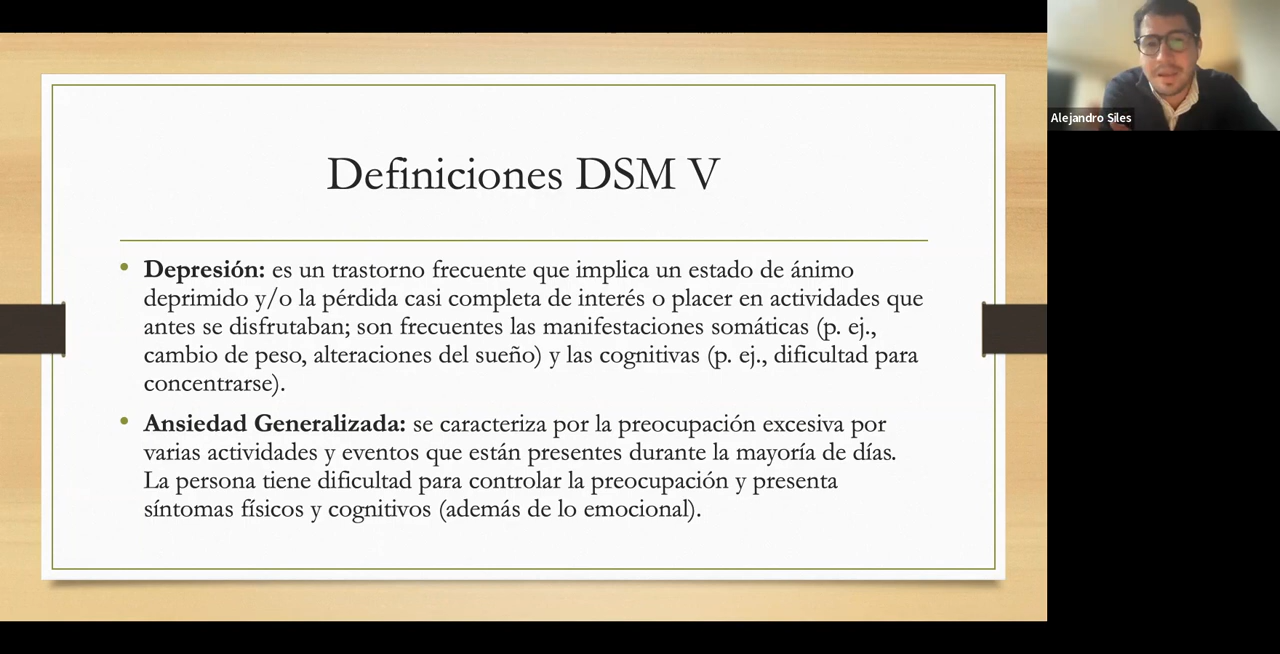 Definiciones DSM V
Depresión: es un trastorno frecuente que implica un estado de ánimo
deprimido y/o la pérdida casi completa de interés o placer en actividades que
antes se disfrutaban; son frecuentes las manifestaciones somáticas (p. ej.,
cambio de peso, alteraciones del sueño) y las cognitivas (p. ej., dificultad para
concentrarse).
Ansiedad Generalizada: se caracteriza por la preocupación excesiva por
varias actividades y eventos que están presentes durante la mayoría de días.
La persona tiene dificultad para controlar la preocupación y presenta
síntomas físicos y cognitivos (además de lo emocional).
Alejandro Siles